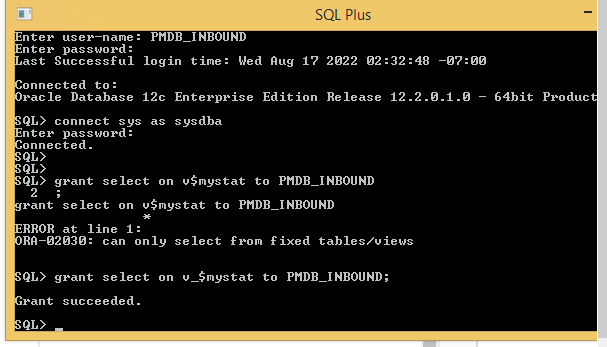 SQL Plus
Enter user-name: PMDB_INBOUND
Enter password:
Last Successful login time: Wed Aug 17 2022 02:32:48 -07:00
Connected to:
Oracle Database 12c Enterprise Edition Release 12.2.0.1.0 - 64bit Product
SQL> connect sys as sysdba
Enter password:
Connected.
SQL>
SQL>
SQL> grant select on v$mystat to PMDB_INBOUND
2 ;
grant select on v$mystat to PMDB_INBOUND
*
ERROR at line 1:
ORA-02030: can only select from fixed tables/views
SQL> grant select on v_$mystat to PMDB_INBOUND;
Grant succeeded.
SQL> _